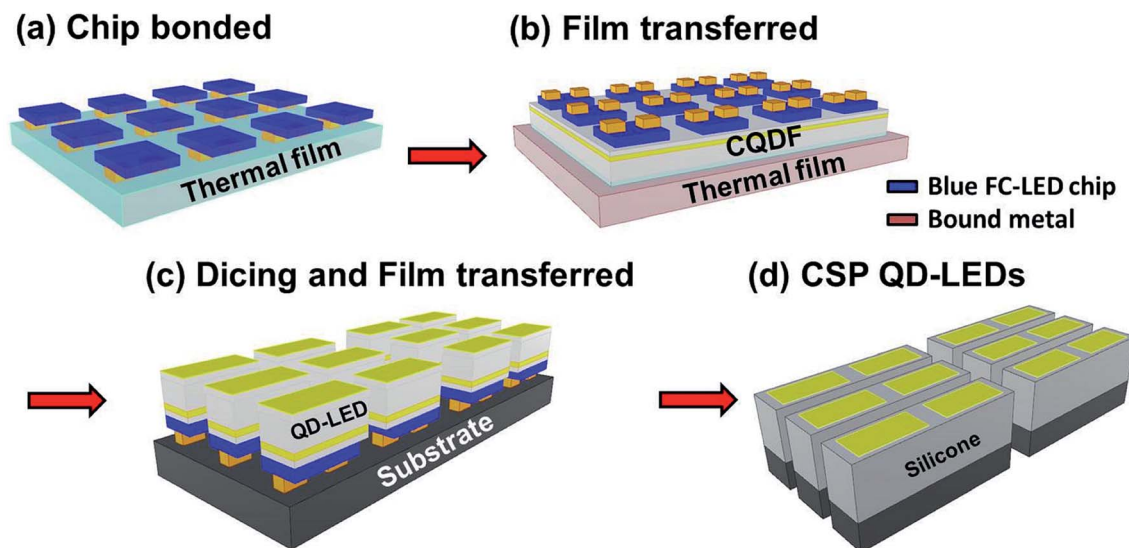 (a) Chip bonded
(b) Film transferred
Thermal film
CQDF
Thermal film
Blue FC-LED chip
Bound metal
(c) Dicing and Film transferred
(d) CSP QD-LEDs
QD-LED
Substrate
Silicone